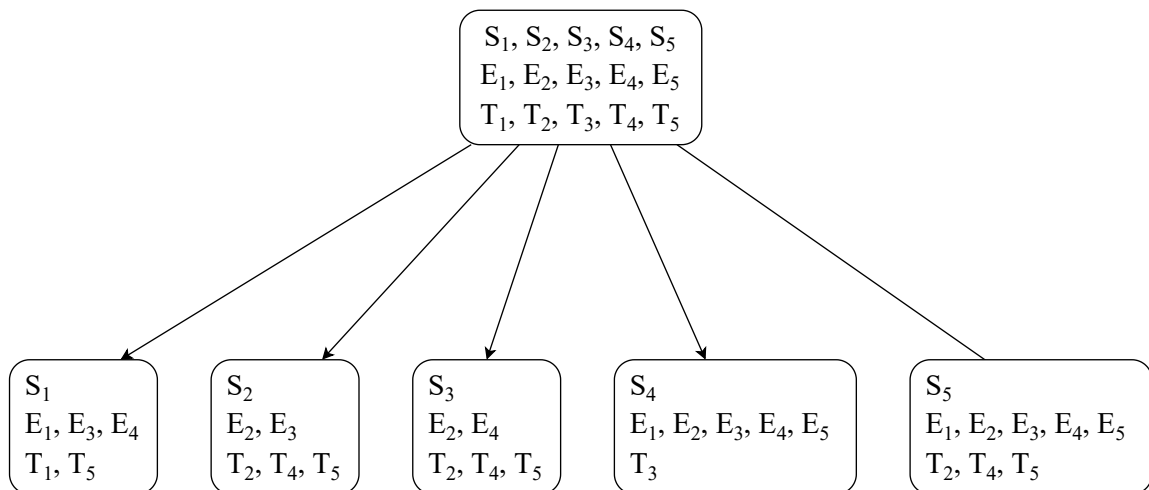 S₁, S₂, S₃, S₄, S₅
E₁, E₂, E₃, E₄, E₅
T₁, T₂, T₃, T₄, T₅
S₁
E₁, E₃, E₄
T₁, T₅
S₂
E₂, E₃
T₂, T₄, T₅
S₃
E₂, E₄
T₂, T₄, T₅
S₄
E₁, E₂, E₃, E₄, E₅
T₃
S₅
E₁, E₂, E₃, E₄, E₅
T₂, T₄, T₅